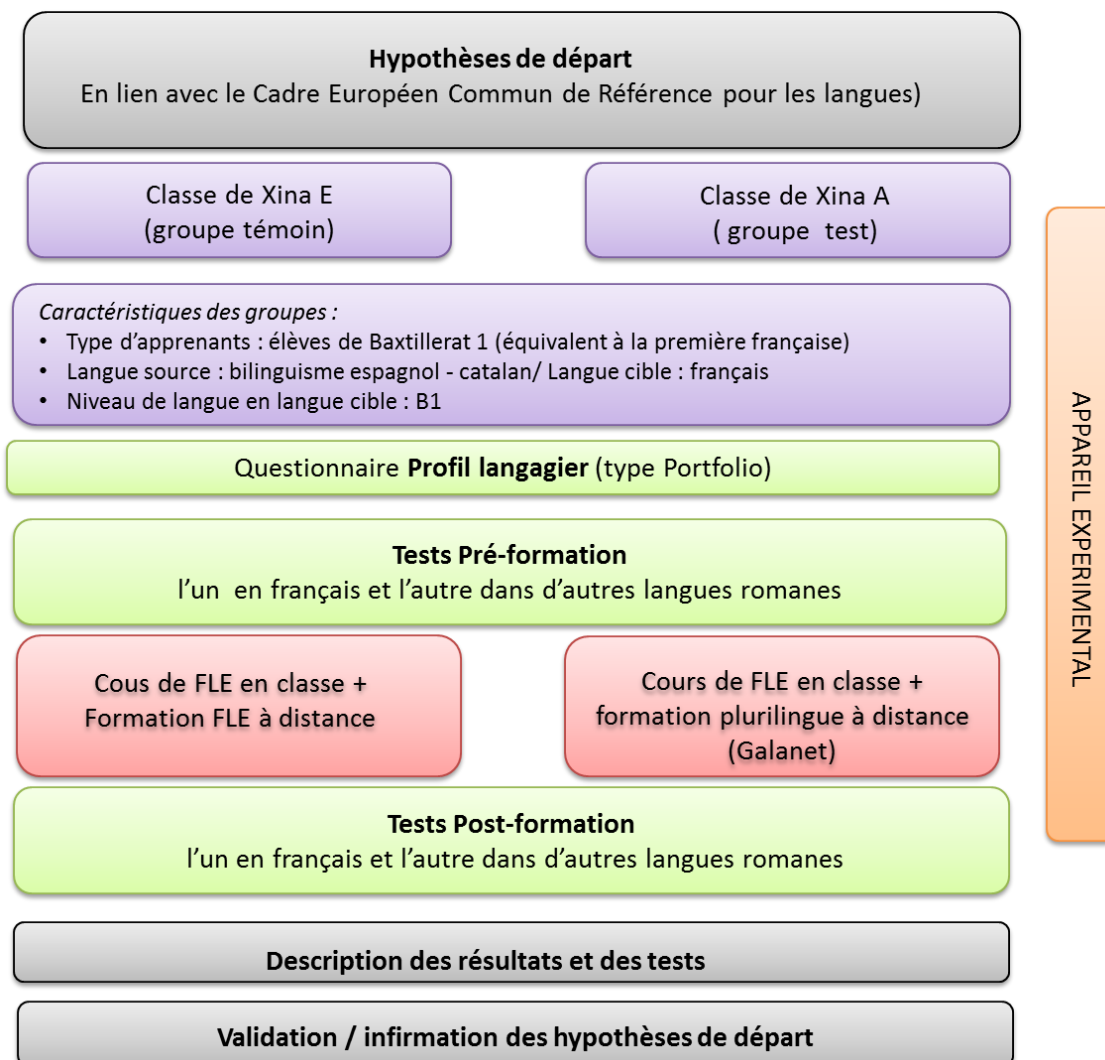 Hypothèses de départ
En lien avec le Cadre Européen Commun de Référence pour les langues)
Classe de Xina E
(groupe témoin)
Classe de Xina A
( groupe test)
Caractéristiques des groupes :
• Type d'apprenants : élèves de Baxtillerat 1 (équivalent à la première française)
• Langue source : bilinguisme espagnol - catalan/ Langue cible : français
• Niveau de langue en langue cible : B1
Questionnaire Profil langagier (type Portfolio)
Tests Pré-formation
l'un en français et l'autre dans d'autres langues romanes
Cous de FLE en classe +
Formation FLE à distance
Cours de FLE en classe +
formation plurilingue à distance
(Galanet)
Tests Post-formation
l'un en français et l'autre dans d'autres langues romanes
Description des résultats et des tests
Validation / infirmation des hypothèses de départ
APPAREIL EXPERIMENTAL